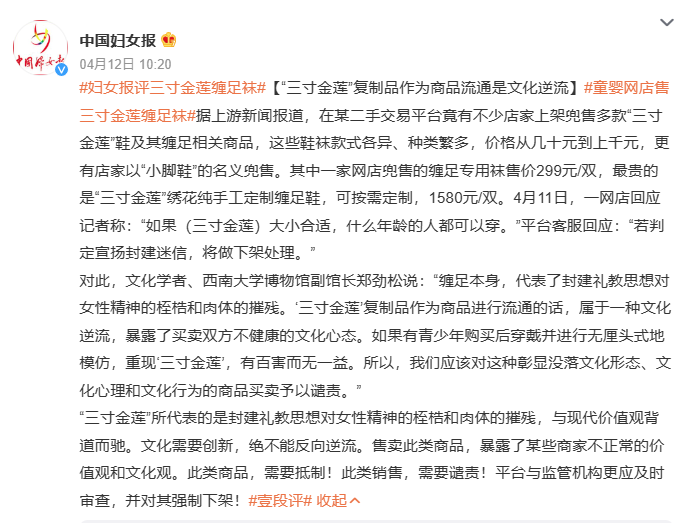 中国妇女报
中国妇女报
04月12日 10:20
#妇女报评三寸金莲缠足袜#【“三寸金莲”复制品作为商品流通是文化逆流】#童婴网店售
三寸金莲缠足袜#据上游新闻报道，在某二手交易平台竟有不少店家上架兜售多款“三寸
金莲”鞋及其缠足相关商品，这些鞋袜款式各异、种类繁多，价格从几十元到上千元，更
有店家以“小脚鞋”的名义兜售。其中一家网店兜售的缠足专用袜售价299元/双，最贵的
是“三寸金莲”绣花纯手工定制缠足鞋，可按需定制，1580元/双。4月11日，一网店回应
记者称：“如果（三寸金莲）大小合适，什么年龄的人都可以穿。”平台客服回应：“若判
定宣扬封建迷信，将做下架处理。”
对此，文化学者、西南大学博物馆副馆长郑劲松说：“缠足本身，代表了封建礼教思想对
女性精神的桎梏和肉体的摧残。‘三寸金莲’复制品作为商品进行流通的话，属于一种文化
逆流，暴露了买卖双方不健康的文化心态。如果有青少年购买后穿戴并进行无厘头式地
模仿，重现‘三寸金莲’，有百害而无一益。所以，我们应该对这种彰显没落文化形态、文
化心理和文化行为的商品买卖予以谴责。”
“三寸金莲”所代表的是封建礼教思想对女性精神的桎梏和肉体的摧残，与现代价值观背
道而驰。文化需要创新，绝不能反向逆流。售卖此类商品，暴露了某些商家不正常的价
值观和文化观。此类商品，需要抵制！此类销售，需要谴责！平台与监管机构更应及时
审查，并对其强制下架！#壹段评# 收起